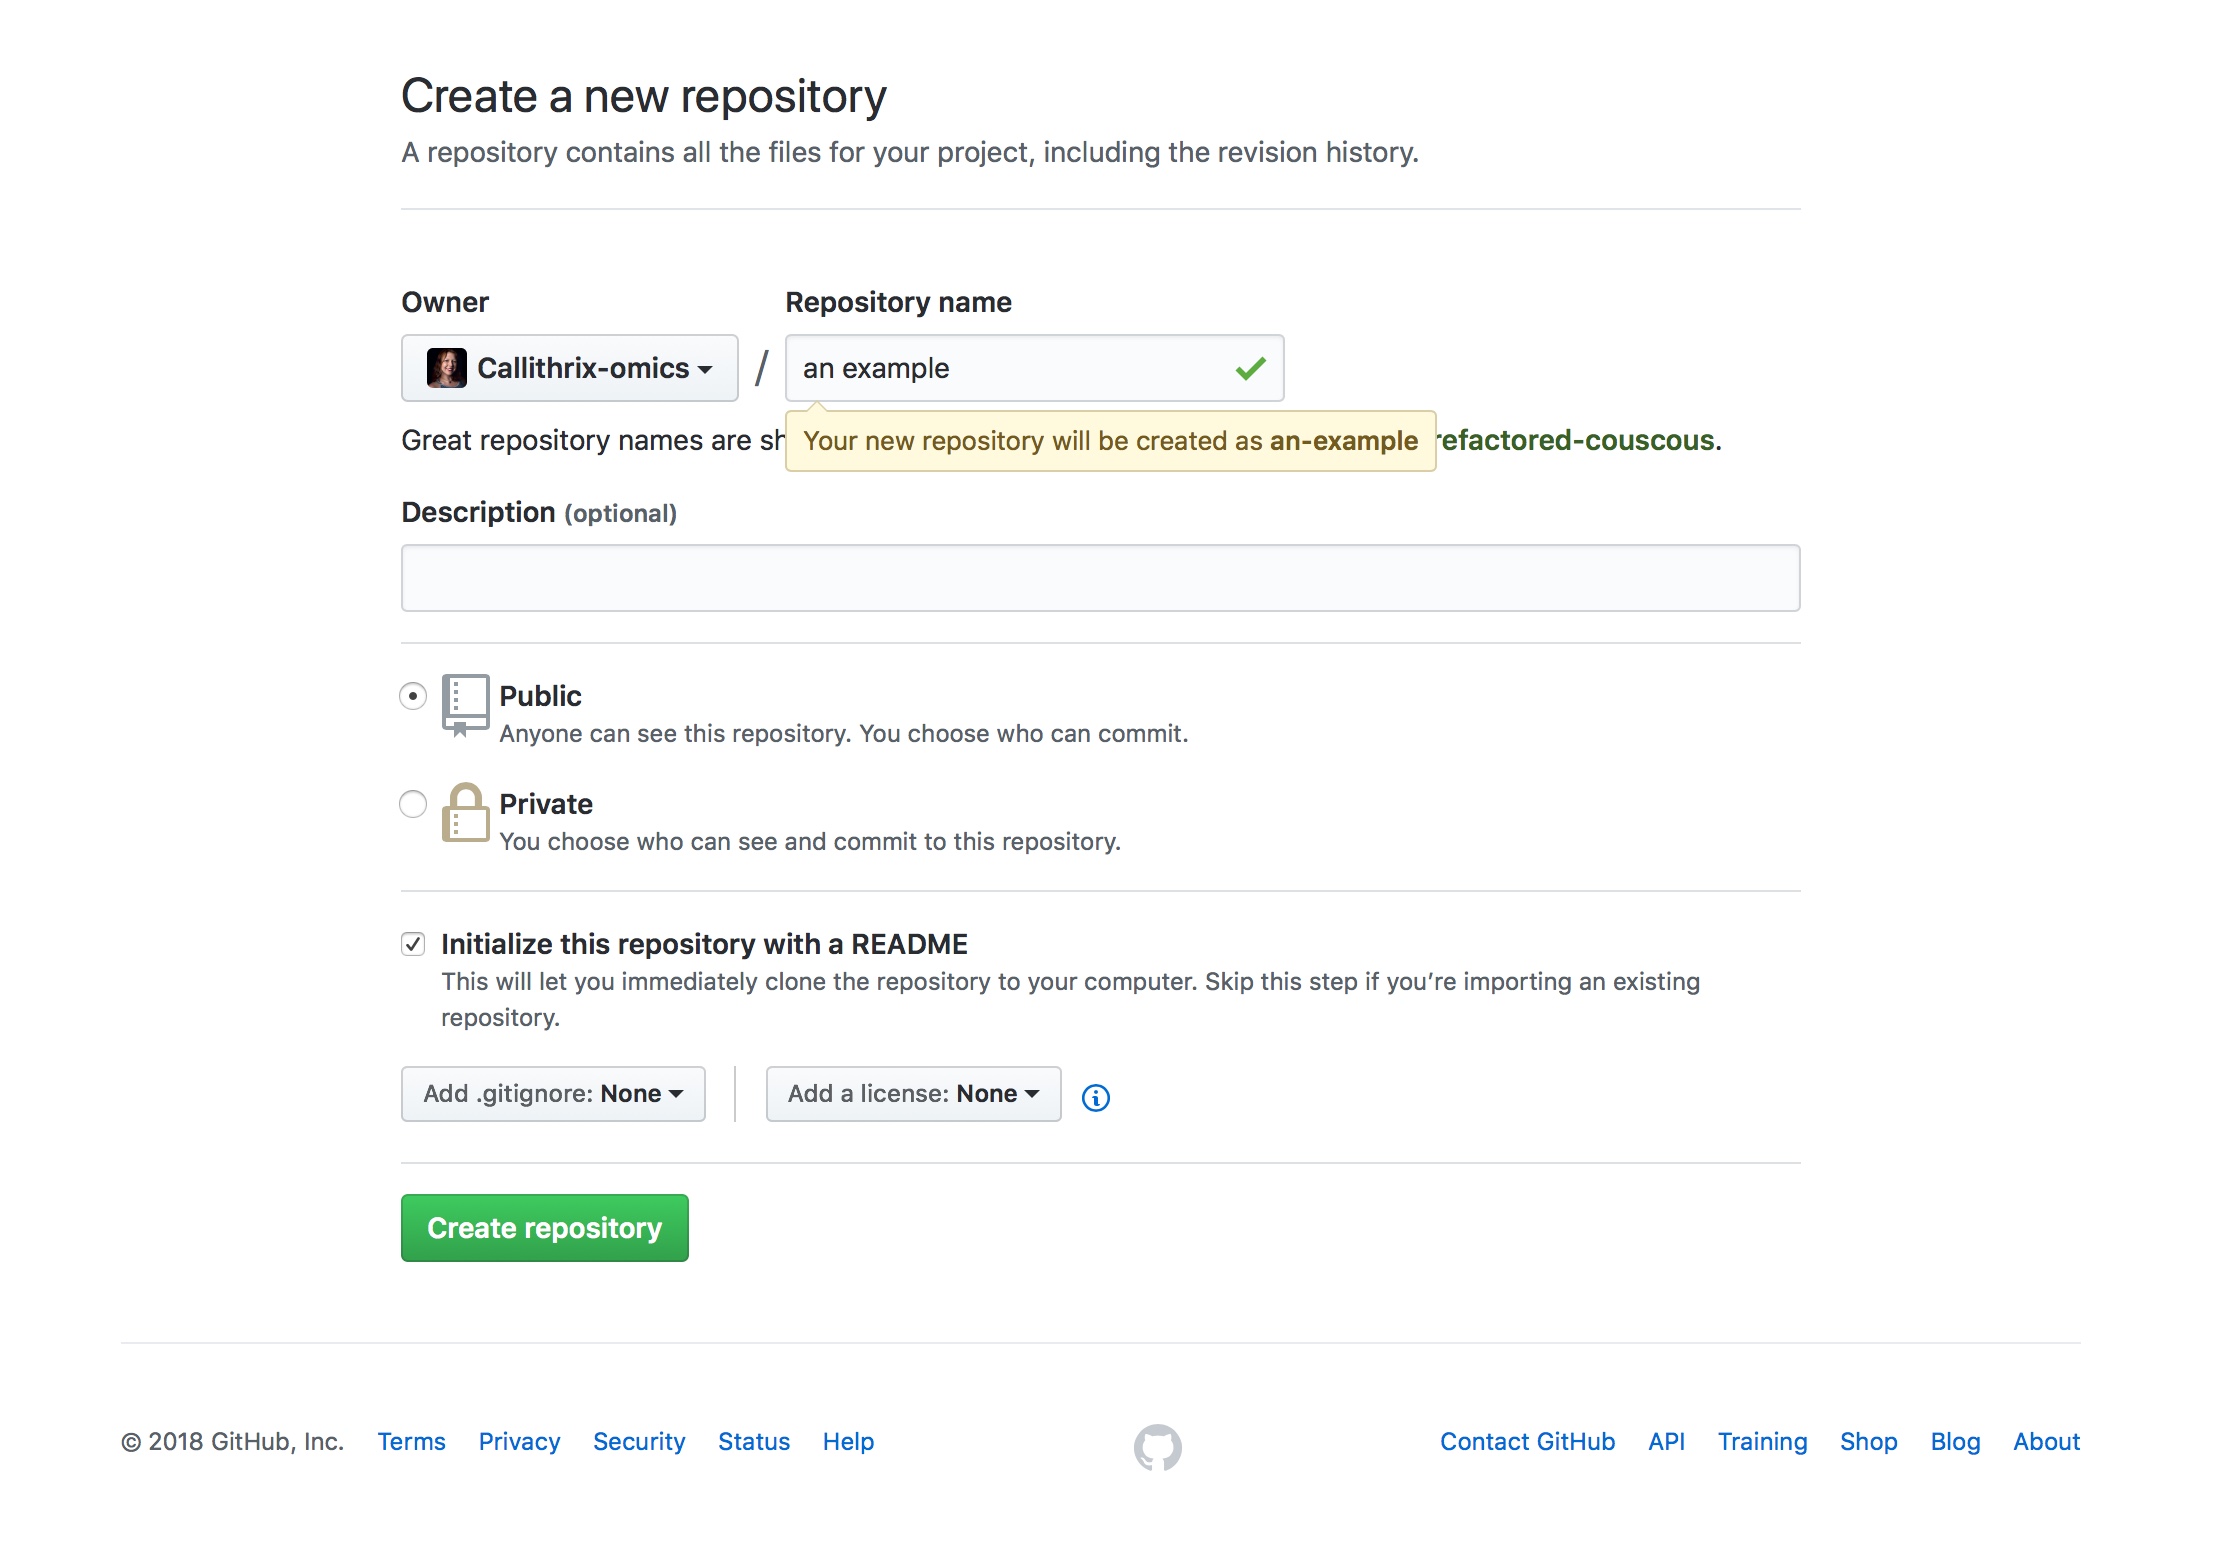 Create a new repository
A repository contains all the files for your project, including the revision history.
Owner
Repository name
Callithrix-omics
/
an example
Great repository names are sh
Your new repository will be created as an-example
refactored-couscous.
Description (optional)
Public
Anyone can see this repository. You choose who can commit.
Private
You choose who can see and commit to this repository.
Initialize this repository with a README
This will let you immediately clone the repository to your computer. Skip this step if you’re importing an existing
repository.
Add .gitignore: None
Add a license: None
Create repository
© 2018 GitHub, Inc. Terms Privacy Security Status Help Contact GitHub API Training Shop Blog About